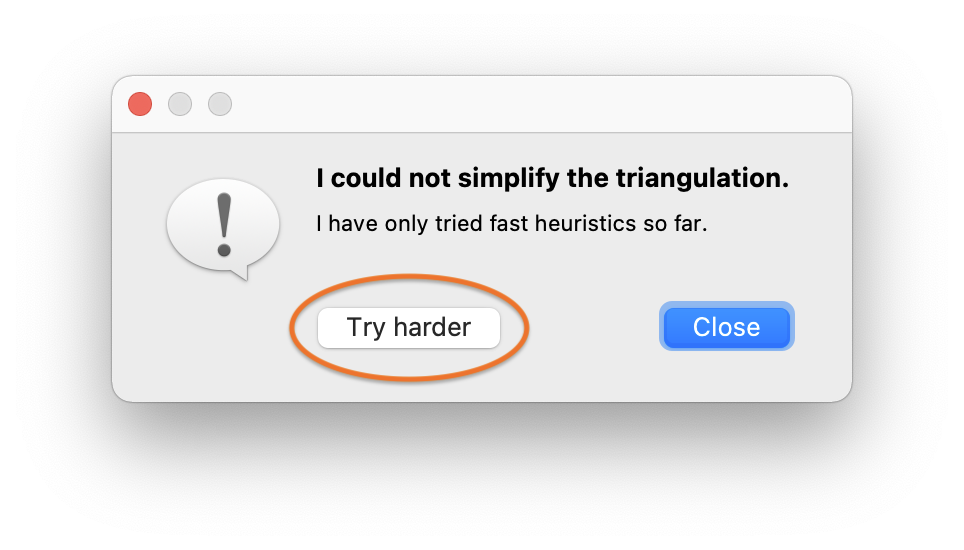 I could not simplify the triangulation.
I have only tried fast heuristics so far.
Try harder
Close